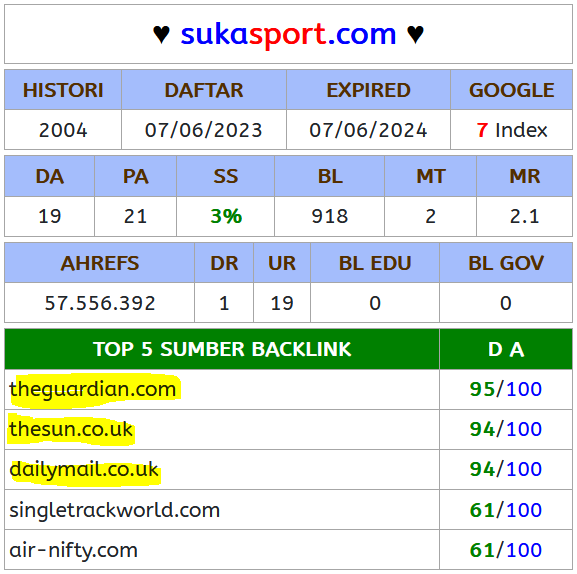 ♥ sukasport.com ♥
HISTORI DAFTAR EXPIRED GOOGLE
2004 07/06/2023 07/06/2024 7 Index
DA PA SS BL MT MR
19 21 3% 918 2 2.1
AHREFS DR UR BL EDU BL GOV
57.556.392 1 19 0 0
TOP 5 SUMBER BACKLINK D A
theguardian.com 95/100
thesun.co.uk 94/100
dailymail.co.uk 94/100
singletrackworld.com 61/100
air-nifty.com 61/100